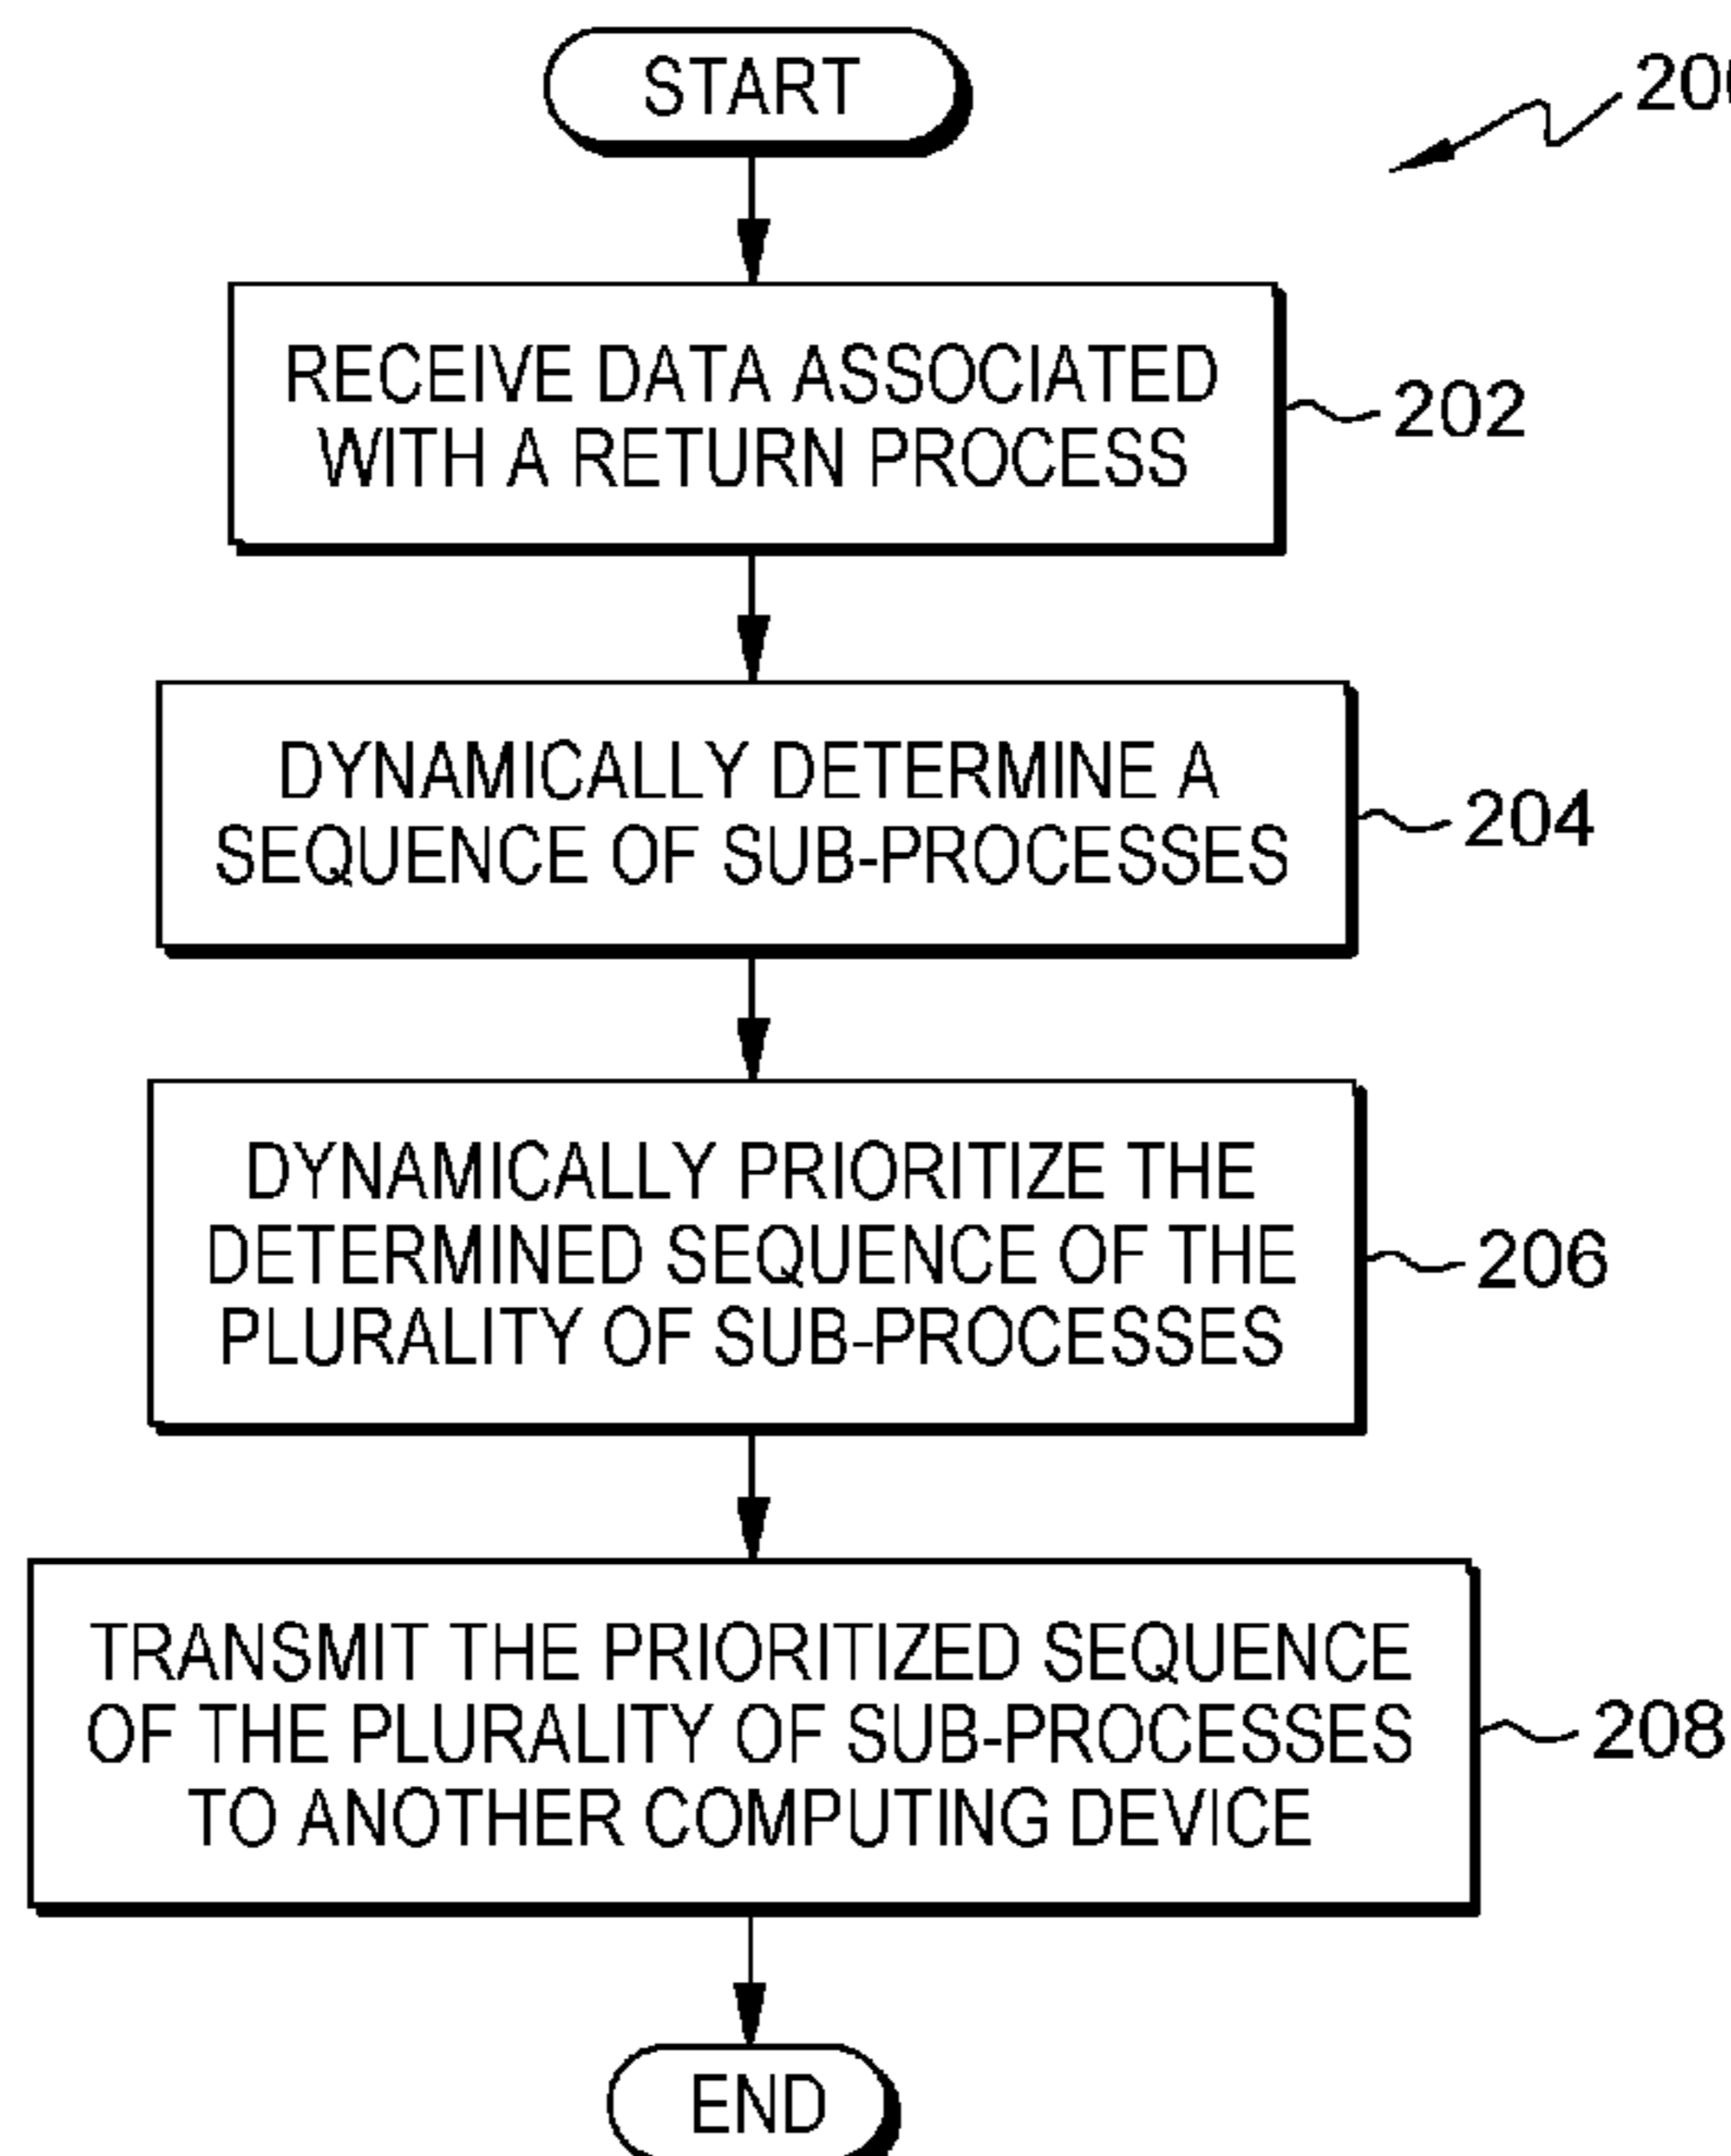 START
RECEIVE DATA ASSOCIATED
WITH A RETURN PROCESS
202
DYNAMICALLY DETERMINE A
SEQUENCE OF SUB-PROCESSES
204
DYNAMICALLY PRIORITIZE THE
DETERMINED SEQUENCE OF THE
PLURALITY OF SUB-PROCESSES
206
TRANSMIT THE PRIORITIZED SEQUENCE
OF THE PLURALITY OF SUB-PROCESSES
TO ANOTHER COMPUTING DEVICE
208
END